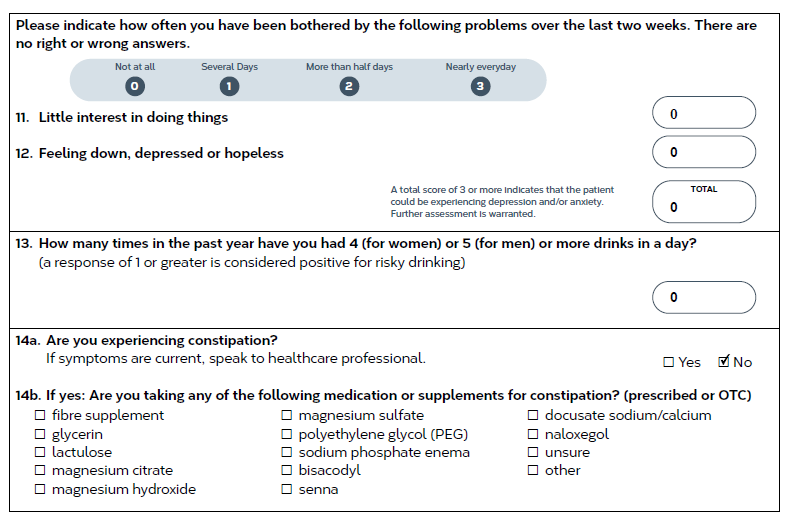 Please indicate how often you have been bothered by the following problems over the last two weeks. There are
no right or wrong answers.
Not at all Several Days More than half days Nearly everyday
0 1 2 3
11. Little interest in doing things 0
12. Feeling down, depressed or hopeless 0
A total score of 3 or more indicates that the patient TOTAL
could be experiencing depression and/or anxiety. 0
Further assessment is warranted.
13. How many times in the past year have you had 4 (for women) or 5 (for men) or more drinks in a day?
(a response of 1 or greater is considered positive for risky drinking)
0
14a. Are you experiencing constipation?
If symptoms are current, speak to healthcare professional. ☐ Yes ☑ No
14b. If yes: Are you taking any of the following medication or supplements for constipation? (prescribed or OTC)
☐ fibre supplement ☐ magnesium sulfate ☐ docusate sodium/calcium
☐ glycerin ☐ polyethylene glycol (PEG) ☐ naloxegol
☐ lactulose ☐ sodium phosphate enema ☐ unsure
☐ magnesium citrate ☐ bisacodyl ☐ other
☐ magnesium hydroxide ☐ senna